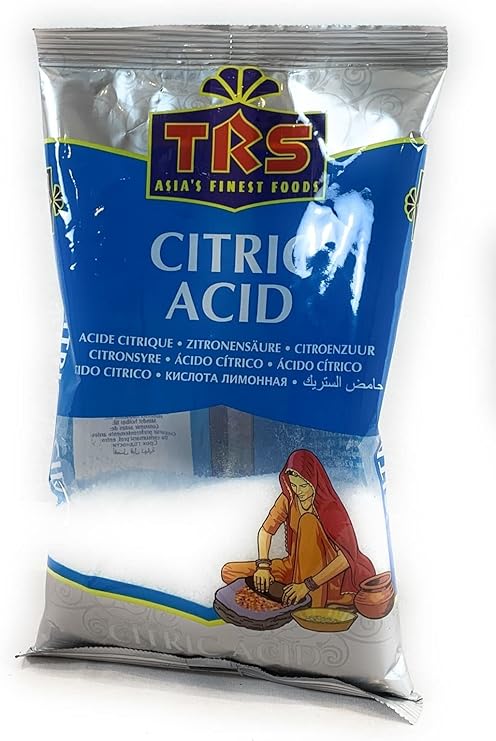 TRS
ASIA'S FINEST FOODS
CITRIC
ACID
ACIDE CITRIQUE • ZITRONENSÄURE • CITROENZUUR
CITRONSYRE • ÁCIDO CÍTRICO • ÁCIDO CÍTRICO
CITRICO • КИСЛОТА ЛИМОННАЯ • حامض الستريك
CITRIC ACID